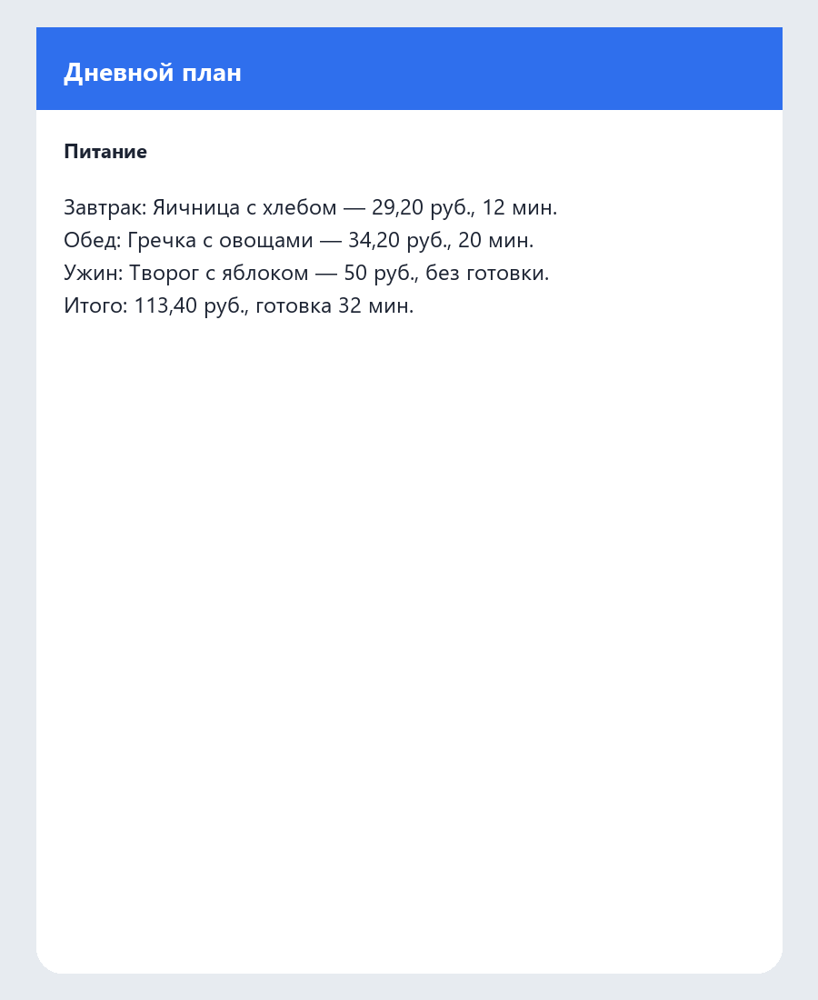 Дневной план
Питание
Завтрак: Яичница с хлебом — 29,20 руб., 12 мин.
Обед: Гречка с овощами — 34,20 руб., 20 мин.
Ужин: Творог с яблоком — 50 руб., без готовки.
Итого: 113,40 руб., готовка 32 мин.